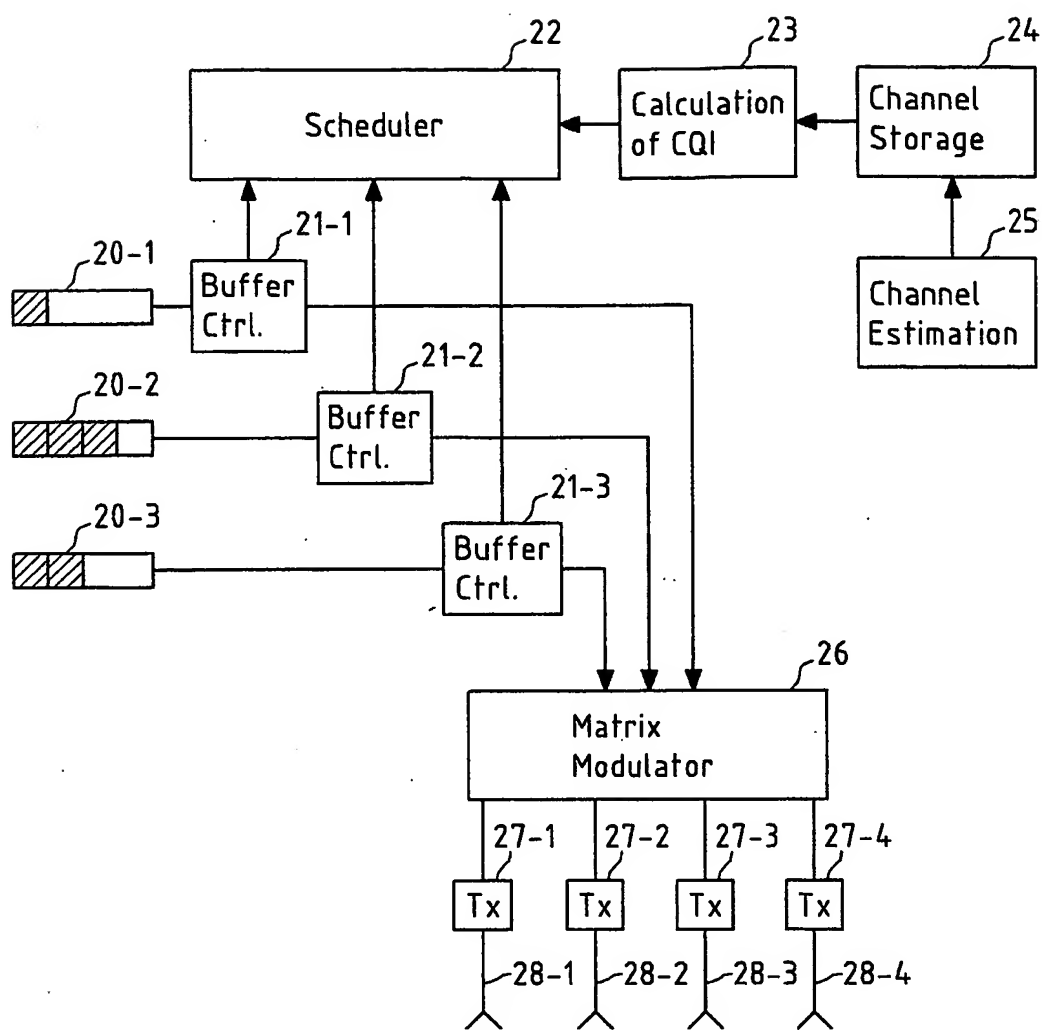 22
23
24
Scheduler
Calculation
of CQI
Channel
Storage
21-1
25
20-1
Buffer
Ctrl.
Channel
Estimation
21-2
20-2
Buffer
Ctrl.
21-3
20-3
Buffer
Ctrl.
26
Matrix
Modulator
27-1
27-2
27-3
27-4
Tx
Tx
Tx
Tx
28-1
28-2
28-3
28-4